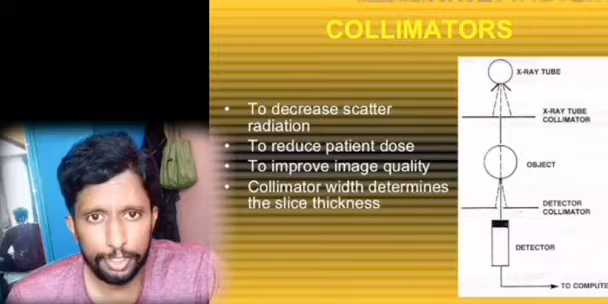 COLLIMATORS
• To decrease scatter
radiation
• To reduce patient dose
• To improve image quality
• Collimator width determines
the slice thickness
X-RAY TUBE
X-RAY TUBE
COLLIMATOR
OBJECT
DETECTOR
COLLIMATOR
DETECTOR
TO COMPUTE